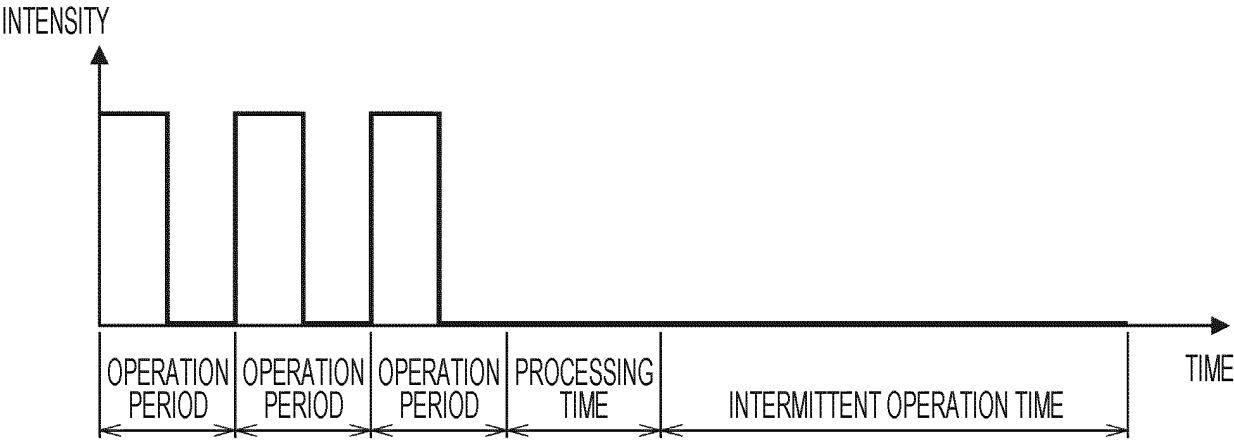 INTENSITY
OPERATION
PERIOD
OPERATION
PERIOD
OPERATION
PERIOD
PROCESSING
TIME
INTERMITTENT OPERATION TIME
TIME